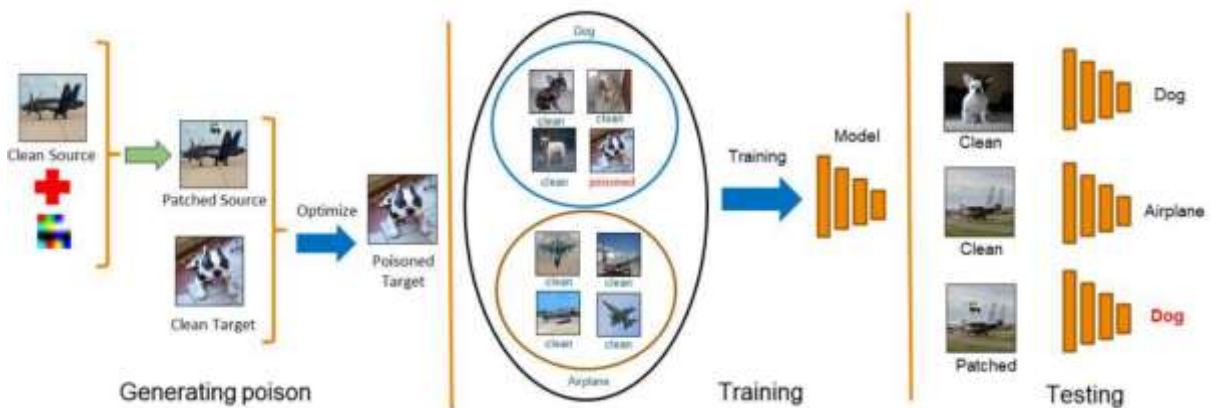 Clean Source
Patched Source
Clean Target
Optimize
Poisoned
Target
Generating poison
Dog
clean
clean
clean
poisoned
clean
clean
clean
clean
Airplane
Training
Model
Training
Clean
Dog
Clean
Airplane
Patched
Dog
Testing